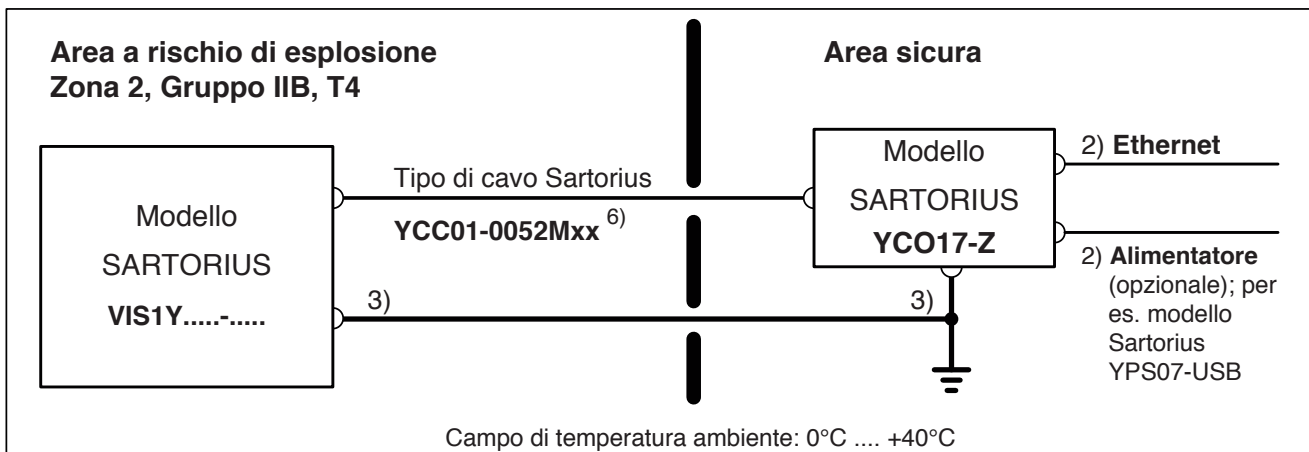 Area a rischio di esplosione
Zona 2, Gruppo IIB, T4
Area sicura
Modello
SARTORIUS
VIS1Y.....-.....
Tipo di cavo Sartorius
YCC01-0052Mxx 6)
3)
Modello
SARTORIUS
YCO17-Z
3)
2) Ethernet
2) Alimentatore
(opzionale); per
es. modello
Sartorius
YPS07-USB
Campo di temperatura ambiente: 0°C .... +40°C